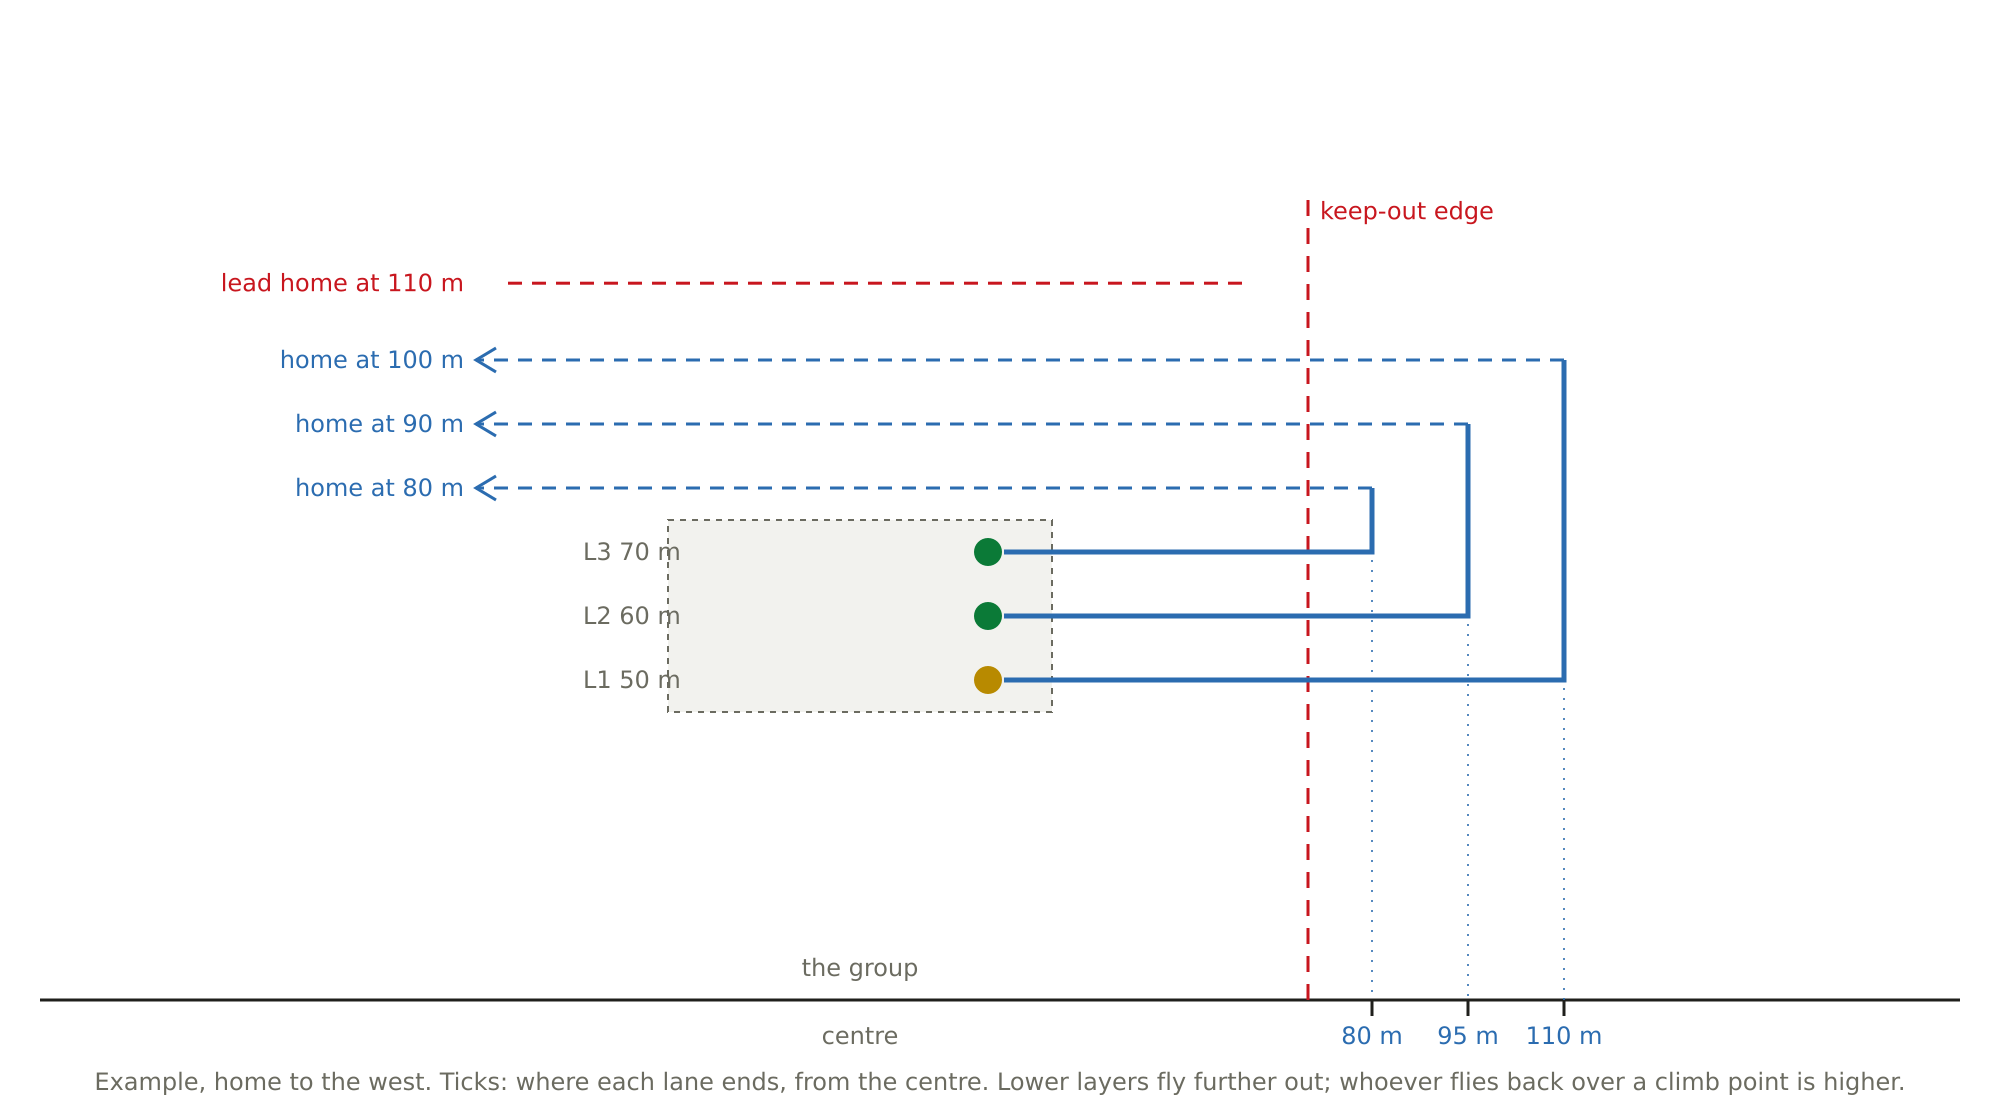 keep-out edge
lead home at 110 m
home at 100 m
home at 90 m
home at 80 m
L3 70 m
L2 60 m
L1 50 m
the group
centre
80 m
95 m
110 m
Example, home to the west. Ticks: where each lane ends, from the centre. Lower layers fly further out; whoever flies back over a climb point is higher.